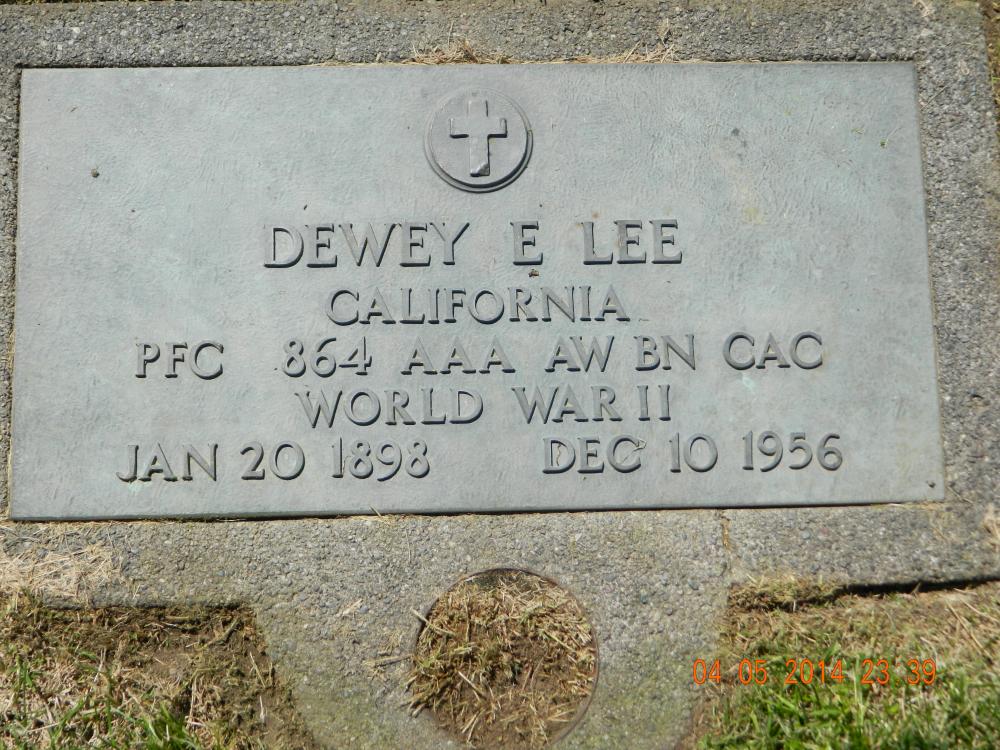 DEWEY E LEE
CALIFORNIA
PFC 864 AAA AW BN CAC
WORLD WAR II
JAN 20 1898 DEC 10 1956
04 05 2014 23 39